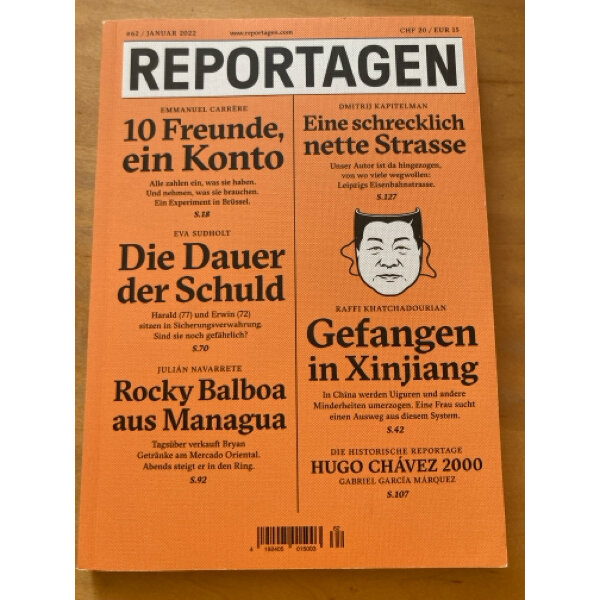 #62 / JANUAR 2022
www.reportagen.com
CHF 20 / EUR 15
REPORTAGEN
EMMANUEL CARRÈRE
10 Freunde,
ein Konto
Alle zahlen ein, was sie haben.
Und nehmen, was sie brauchen.
Ein Experiment in Brüssel.
S.18
EVA SUDHOLT
Die Dauer
der Schuld
Harald (77) und Erwin (72)
sitzen in Sicherungsverwahrung.
Sind sie noch gefährlich?
S.70
JULIÁN NAVARRETE
Rocky Balboa
aus Managua
Tagsüber verkauft Bryan
Getränke am Mercado Oriental.
Abends steigt er in den Ring.
S.92
DMITRIJ KAPITELMAN
Eine schrecklich
nette Strasse
Unser Autor ist da hingezogen,
von wo viele wegwollen:
Leipzigs Eisenbahnstrasse.
S.127
RAFFI KHATCHADOURIAN
Gefangen
in Xinjiang
In China werden Uiguren und andere
Minderheiten umerzogen. Eine Frau sucht
einen Ausweg aus diesem System.
S.42
DIE HISTORISCHE REPORTAGE
HUGO CHÁVEZ 2000
GABRIEL GARCÍA MÁRQUEZ
S.107
4 198405 015003
62